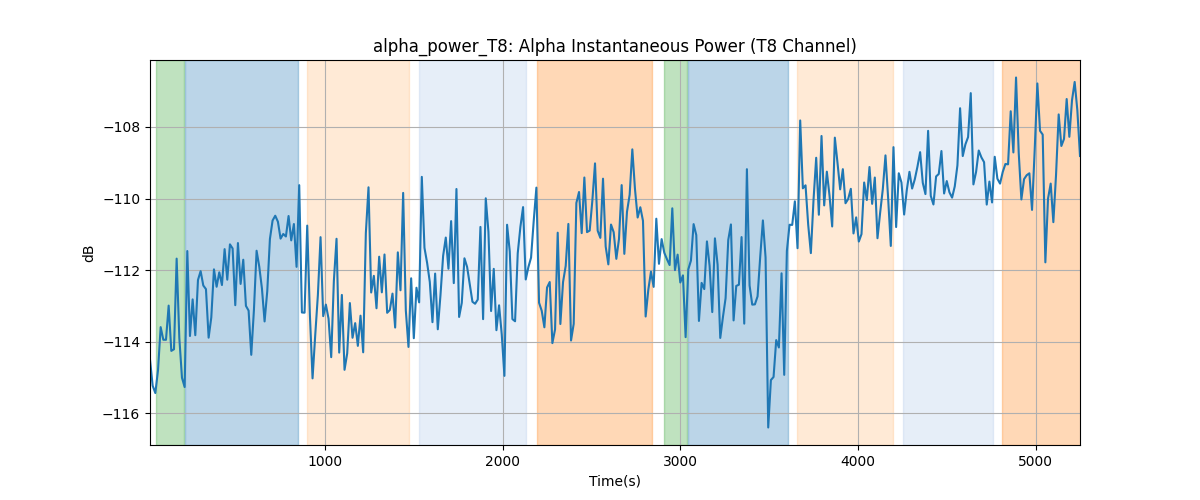 alpha_power_T8: Alpha Instantaneous Power (T8 Channel)
dB
−108
−110
−112
−114
−116
1000 2000 3000 4000 5000
Time(s)